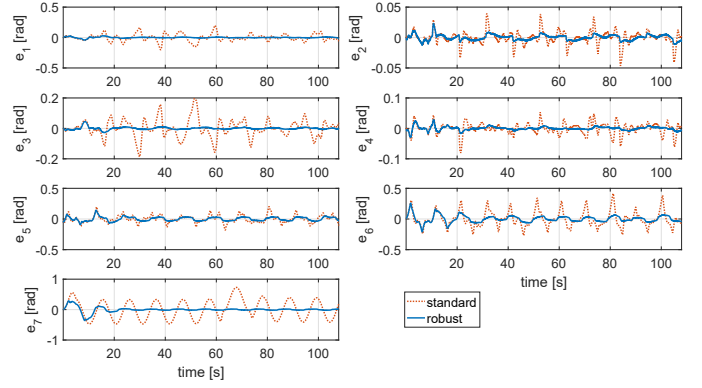 0.5
0
-0.5
e1 [rad]
20 40 60 80 100
0.05
0
-0.05
e2 [rad]
20 40 60 80 100
0.2
0
-0.2
e3 [rad]
20 40 60 80 100
0.1
0
-0.1
e4 [rad]
20 40 60 80 100
0.5
0
-0.5
e5 [rad]
20 40 60 80 100
0.5
0
-0.5
e6 [rad]
20 40 60 80 100
time [s]
1
0
-1
e7 [rad]
20 40 60 80 100
time [s]
standard
robust